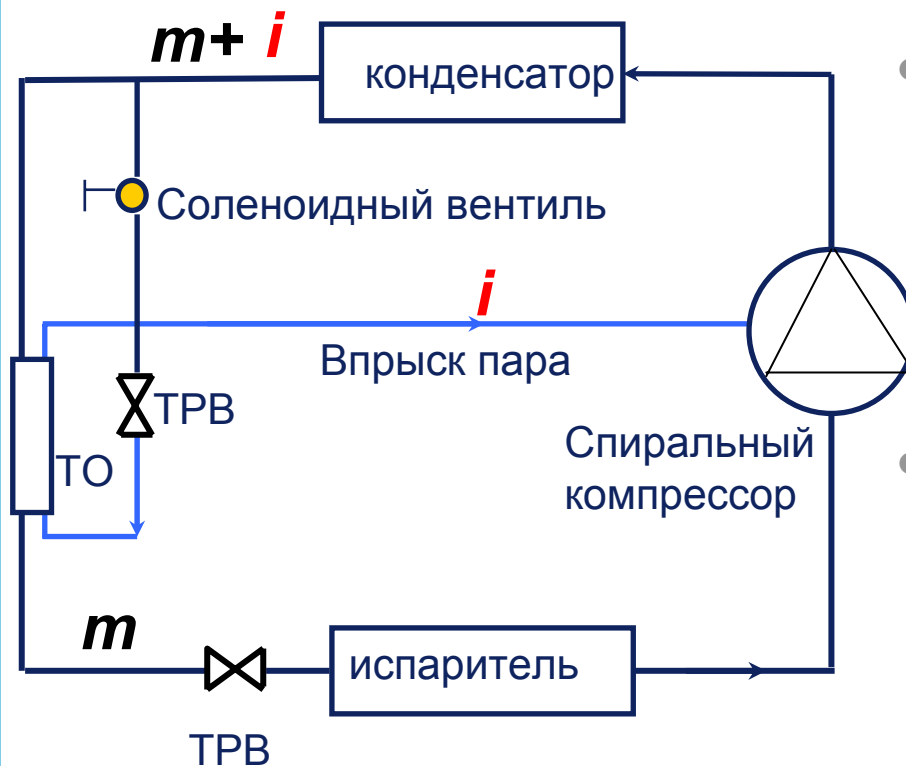 m+ i
конденсатор
Соленоидный вентиль
i
Впрыск пара
ТРВ
ТО
Спиральный
компрессор
m
испаритель
ТРВ